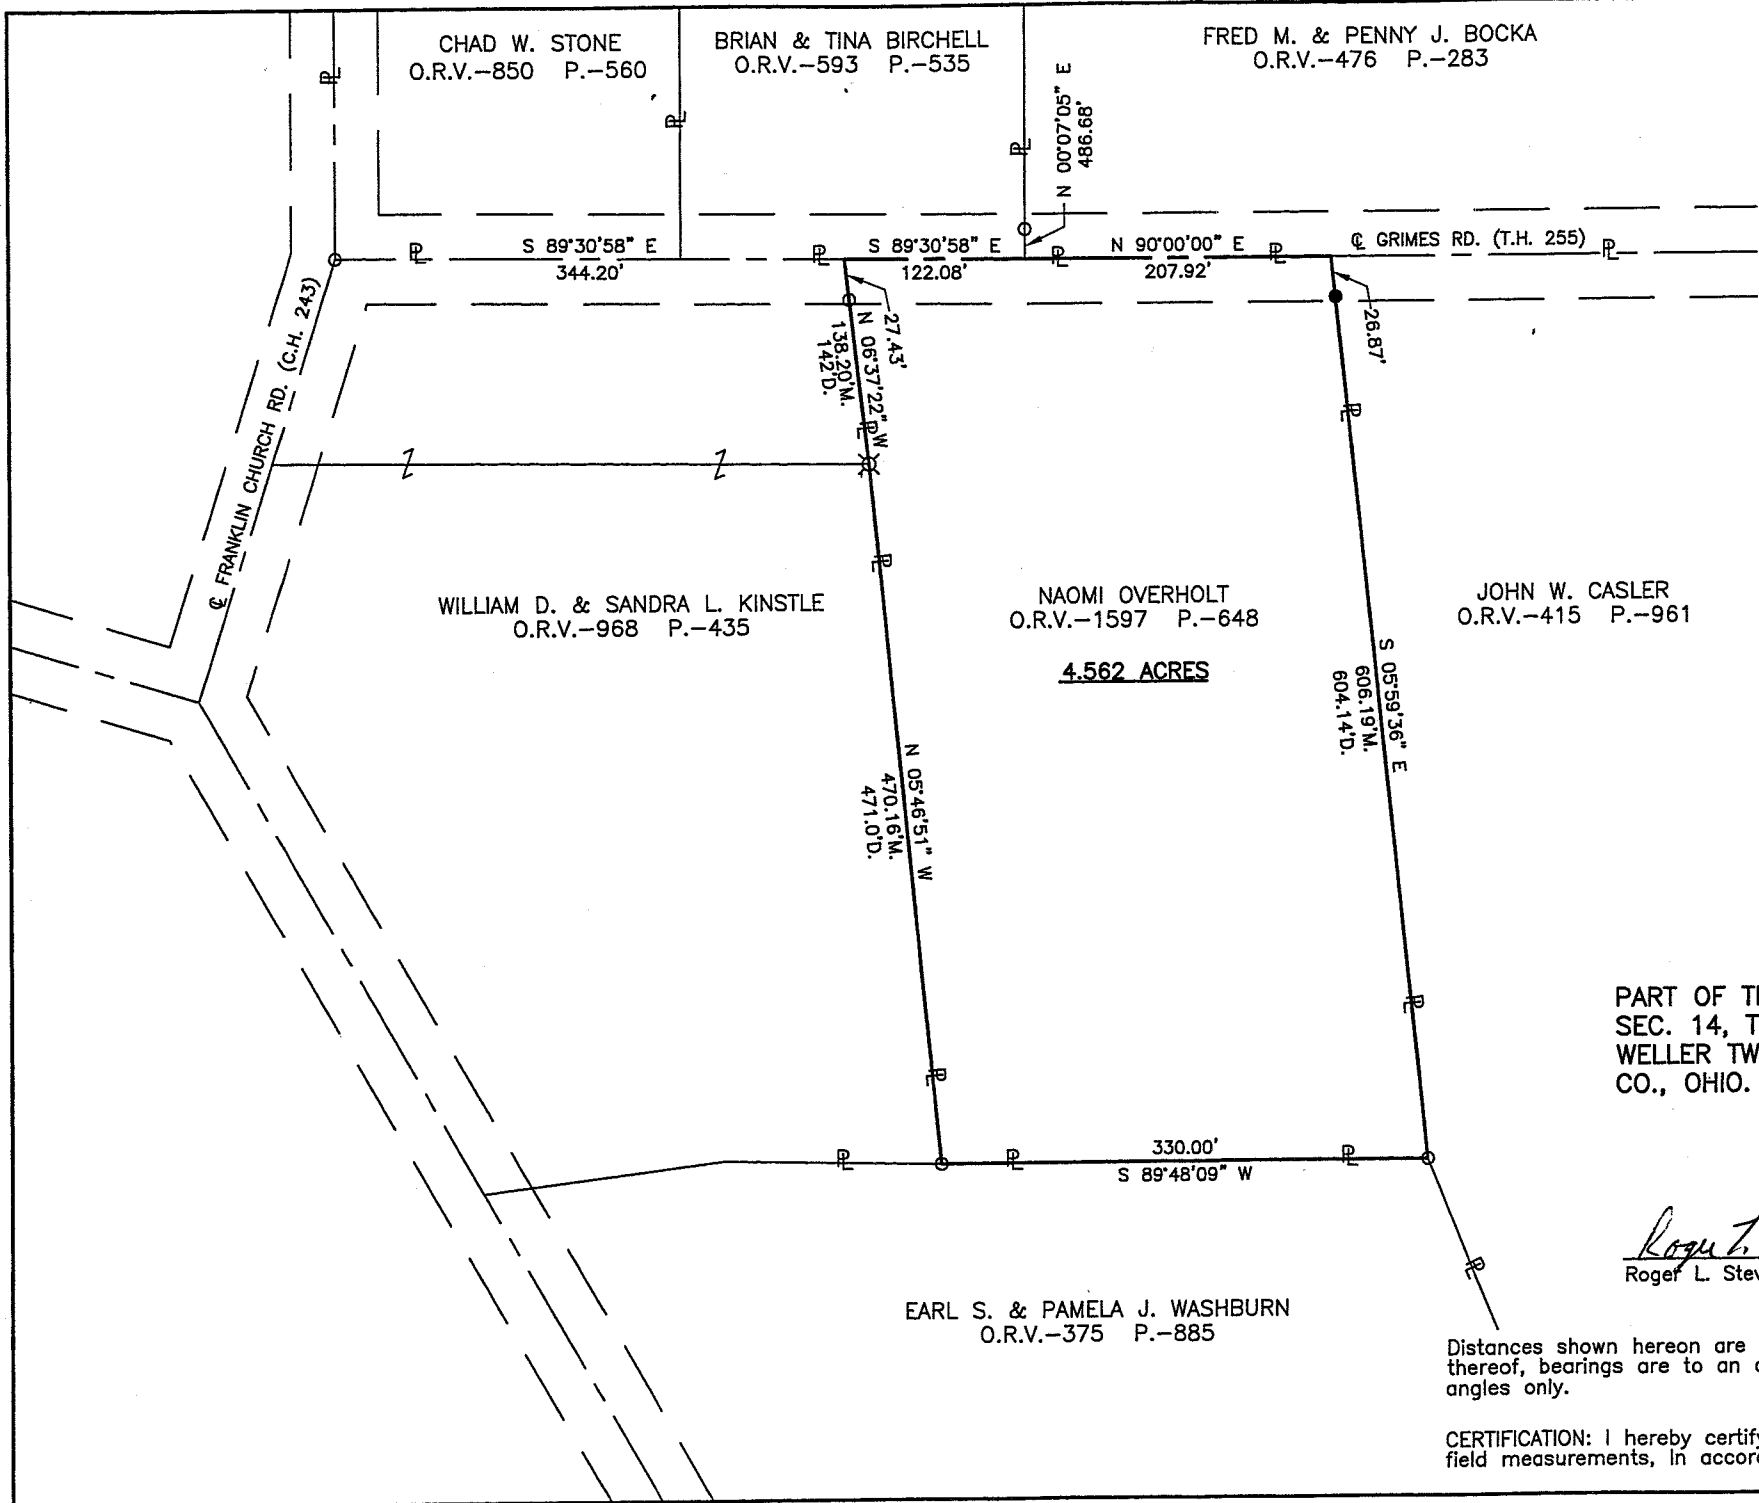 CHAD W. STONE
O.R.V.-850 P.-560
BRIAN & TINA BIRCHELL
O.R.V.-593 P.-535
FRED M. & PENNY J. BOCKA
O.R.V.-476 P.-283
N 00°07'05" E
486.68'
S 89°30'58" E
344.20'
S 89°30'58" E
122.08'
N 90°00'00" E
207.92'
℄ GRIMES RD. (T.H. 255)
℄ FRANKLIN CHURCH RD. (C.H. 243)
27.43'
N 06°37'22" W
138.20'M.
142'D.
26.87'
WILLIAM D. & SANDRA L. KINSTLE
O.R.V.-968 P.-435
NAOMI OVERHOLT
O.R.V.-1597 P.-648
4.562 ACRES
JOHN W. CASLER
O.R.V.-415 P.-961
S 05°59'36" E
606.19'M.
604.14'D.
N 05°46'51" W
470.16'M.
471.0'D.
330.00'
S 89°48'09" W
EARL S. & PAMELA J. WASHBURN
O.R.V.-375 P.-885
PART OF
SEC. 14,
WELLER
CO., OHIO.
Roger L.
Roger L.
Distances shown hereon are
thereof, bearings are to an
angles only.
CERTIFICATION: I hereby certify
field measurements, in